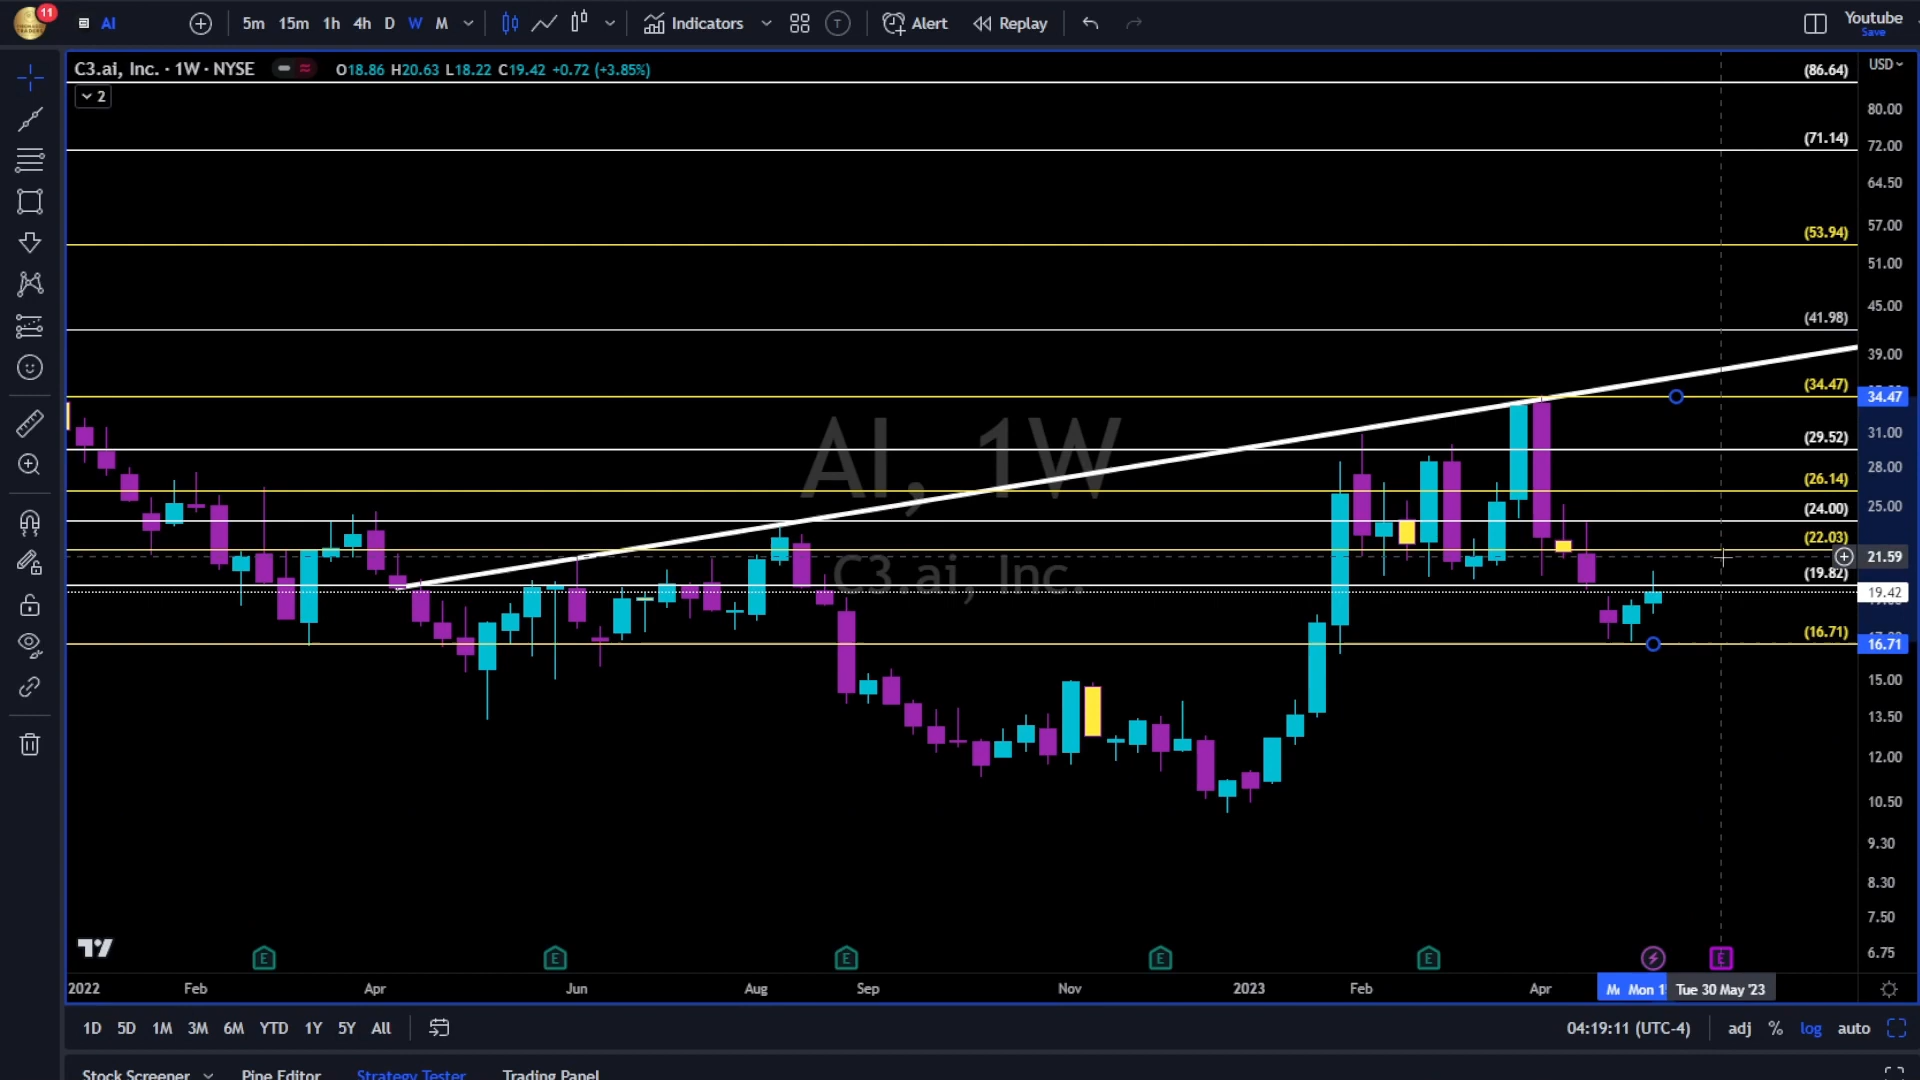 11
AI
5m 15m 1h 4h D W M
Indicators
T
Alert
Replay
Youtube
Save
C3.ai, Inc. · 1W · NYSE
O18.86 H20.63 L18.22 C19.42 +0.72 (+3.85%)
2
USD
(86.64)
80.00
(71.14)
72.00
64.50
(53.94)
57.00
51.00
(41.98)
45.00
39.00
(34.47)
34.47
(29.52)
31.00
28.00
(26.14)
25.00
(24.00)
(22.03)
21.59
(19.82)
19.42
(16.71)
16.71
15.00
13.50
12.00
10.50
9.30
8.30
7.50
6.75
AI, 1W
C3.ai, Inc.
E E E E E E
2022 Feb Apr Jun Aug Sep Nov 2023 Feb Apr Mon 1 Tue 30 May '23
1D 5D 1M 3M 6M YTD 1Y 5Y All
04:19:11 (UTC-4) adj % log auto
Stock Screener Pine Editor Strategy Tester Trading Panel